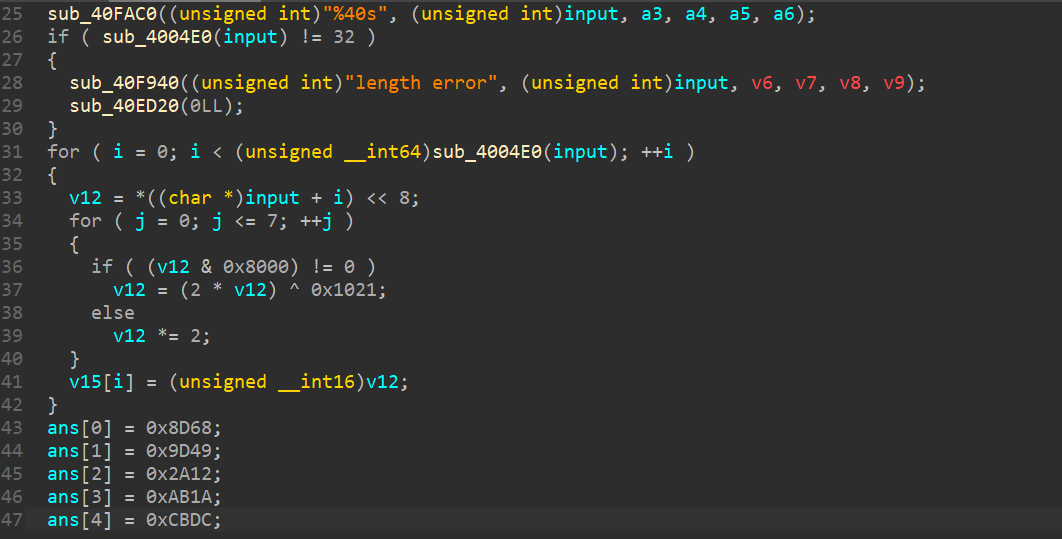 25 sub_40FAC0((unsigned int)"%40s", (unsigned int)input, a3, a4, a5, a6);
26 if ( sub_4004E0(input) != 32 )
27 {
28 sub_40F940((unsigned int)"length error", (unsigned int)input, v6, v7, v8, v9);
29 sub_40ED20(0LL);
30 }
31 for ( i = 0; i < (unsigned __int64)sub_4004E0(input); ++i )
32 {
33 v12 = *((char *)input + i) << 8;
34 for ( j = 0; j <= 7; ++j )
35 {
36 if ( (v12 & 0x8000) != 0 )
37 v12 = (2 * v12) ^ 0x1021;
38 else
39 v12 *= 2;
40 }
41 v15[i] = (unsigned __int16)v12;
42 }
43 ans[0] = 0x8D68;
44 ans[1] = 0x9D49;
45 ans[2] = 0x2A12;
46 ans[3] = 0xAB1A;
47 ans[4] = 0xCBDC;